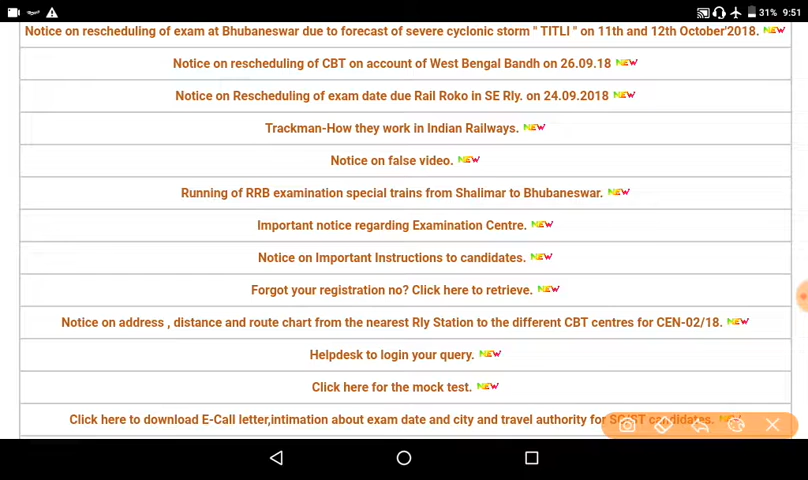 31% 9:51
Notice on rescheduling of exam at Bhubaneswar due to forecast of severe cyclonic storm " TITLI " on 11th and 12th October'2018. NEW
Notice on rescheduling of CBT on account of West Bengal Bandh on 26.09.18 NEW
Notice on Rescheduling of exam date due Rail Roko in SE Rly. on 24.09.2018 NEW
Trackman-How they work in Indian Railways. NEW
Notice on false video. NEW
Running of RRB examination special trains from Shalimar to Bhubaneswar. NEW
Important notice regarding Examination Centre. NEW
Notice on Important Instructions to candidates. NEW
Forgot your registration no? Click here to retrieve. NEW
Notice on address , distance and route chart from the nearest Rly Station to the different CBT centres for CEN-02/18. NEW
Helpdesk to login your query. NEW
Click here for the mock test. NEW
Click here to download E-Call letter,intimation about exam date and city and travel authority for SC/ST candidates. NEW